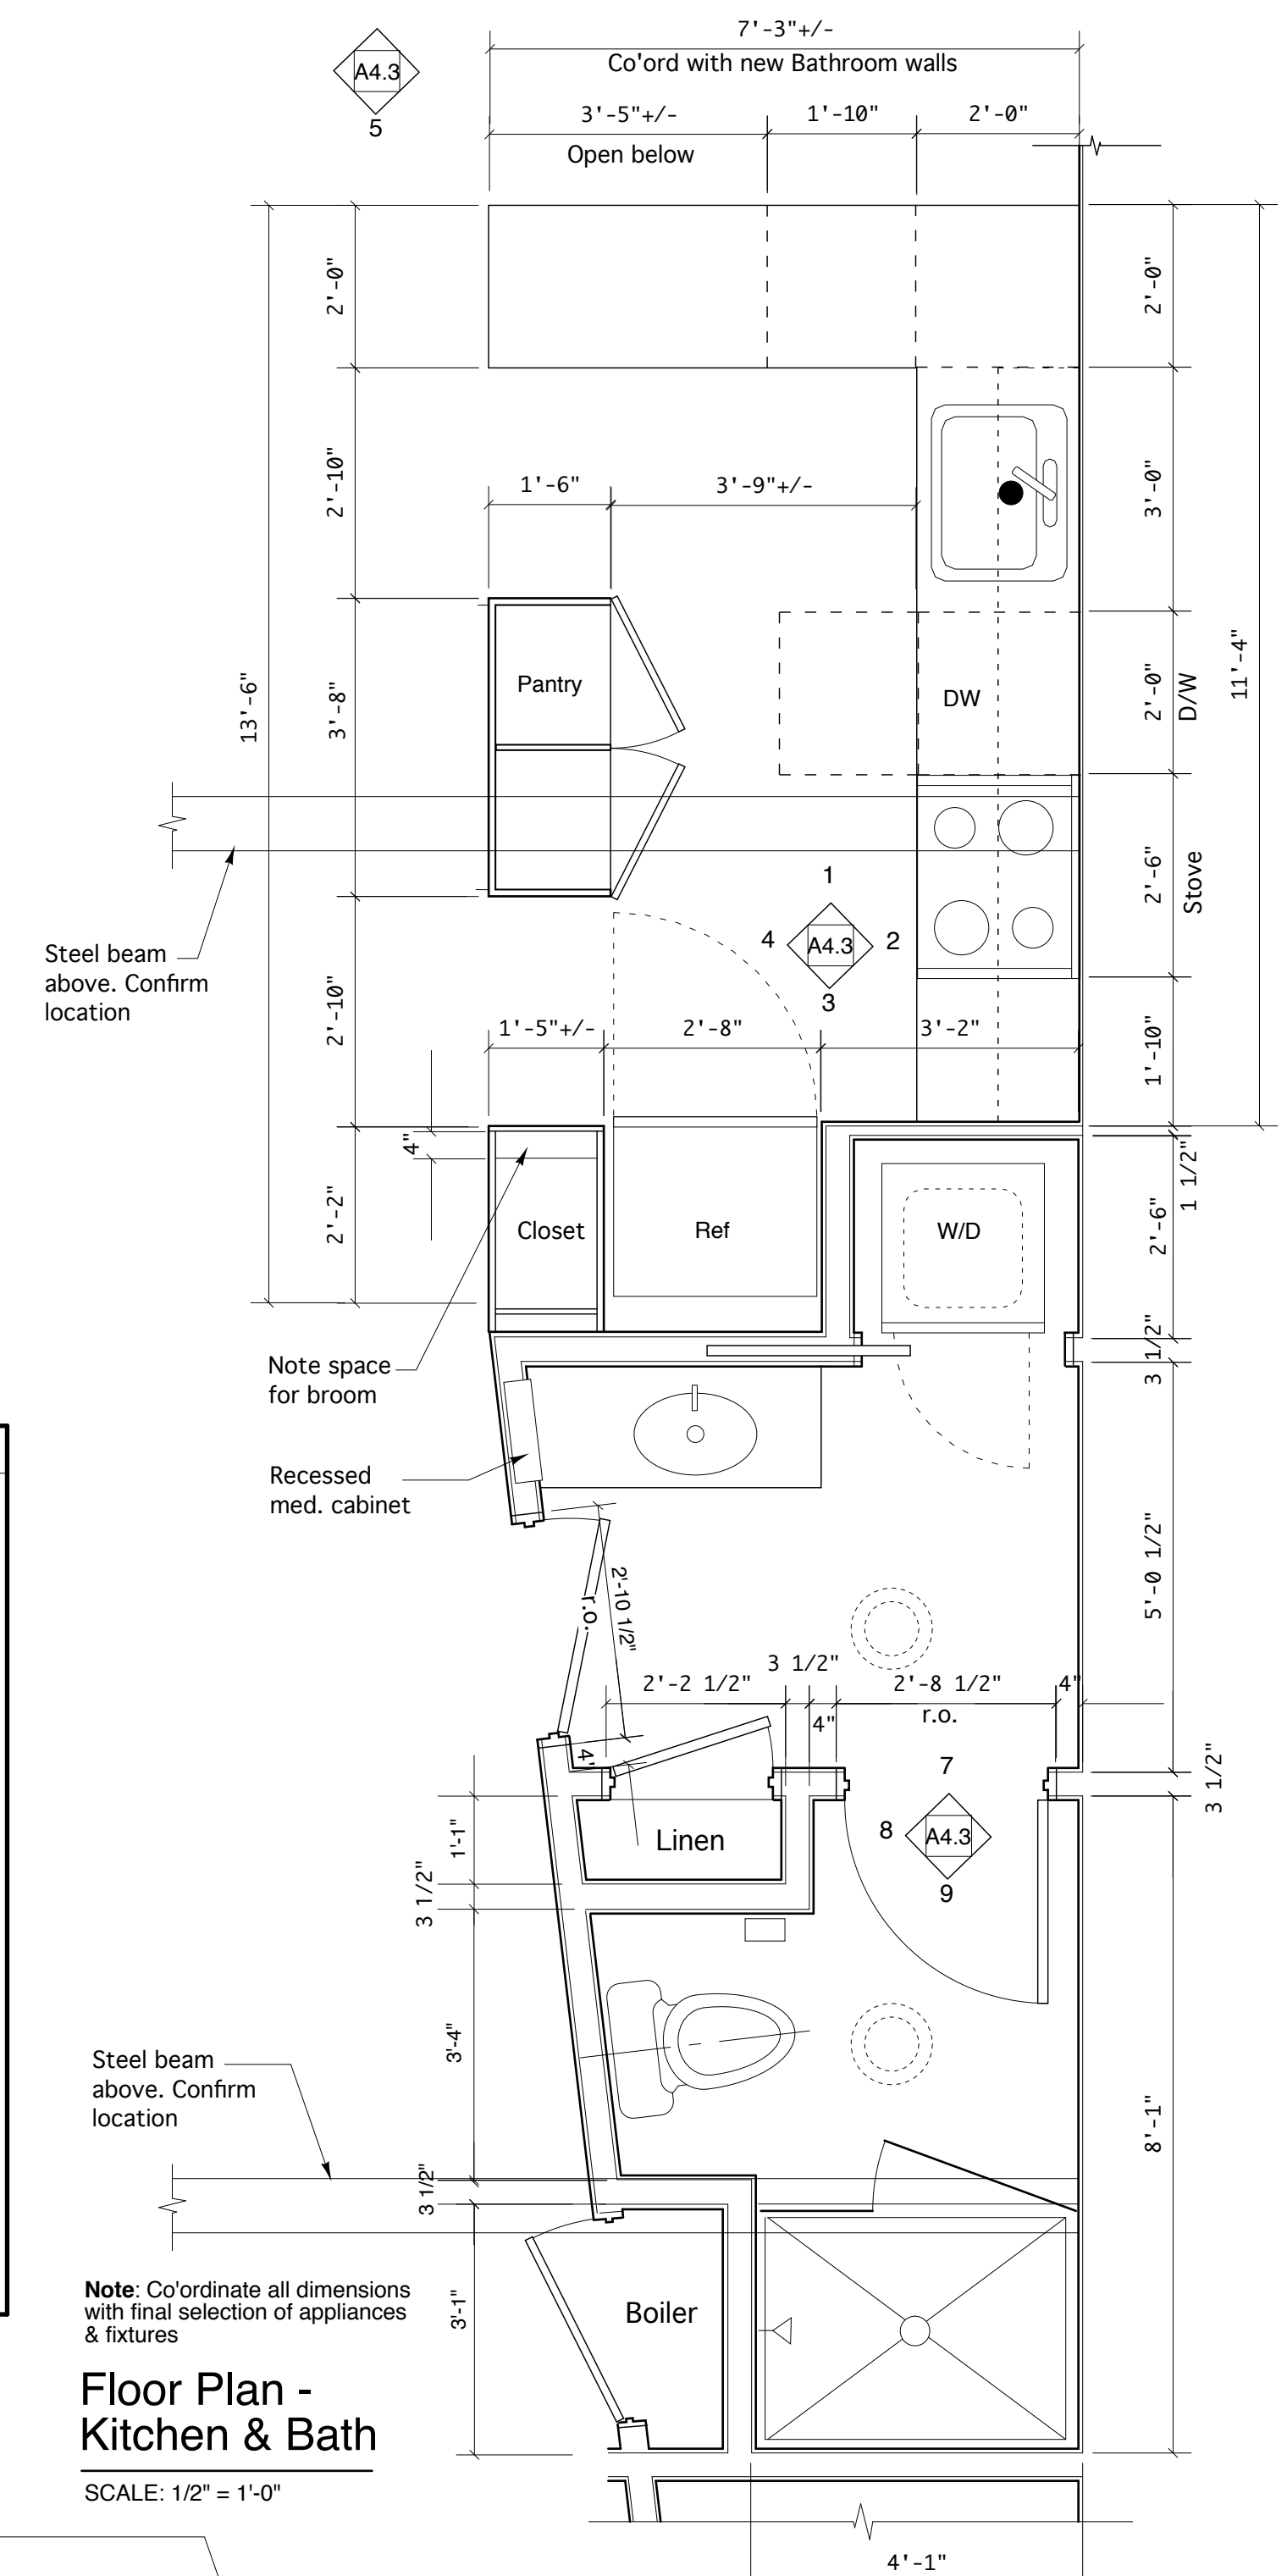 7'-3"+/-
Co'ord with new Bathroom walls
A4.3
5
3'-5"+/-
1'-10"
2'-0"
Open below
2'-0"
2'-0"
2'-10"
3'-0"
1'-6"
3'-9"+/-
13'-6"
3'-8"
Pantry
DW
2'-0"
D/W
11'-4"
2'-6"
Stove
1
4
A4.3
2
3
Steel beam
above. Confirm
location
2'-10"
1'-5"+/-
2'-8"
3'-2"
1'-10"
4"
1 1/2"
2'-2"
Closet
Ref
W/D
2'-6"
3 1/2"
Note space
for broom
Recessed
med. cabinet
r.o.
2'-10 1/2"
5'-0 1/2"
3 1/2"
2'-2 1/2"
2'-8 1/2"
4"
4"
r.o.
4'
7
3 1/2"
8
A4.3
9
1'-1"
Linen
3 1/2"
3'-4"
Steel beam
above. Confirm
location
8'-1"
3 1/2"
3'-1"
Boiler
Note: Co'ordinate all dimensions
with final selection of appliances
& fixtures
Floor Plan -
Kitchen & Bath
SCALE: 1/2" = 1'-0"
4'-1"